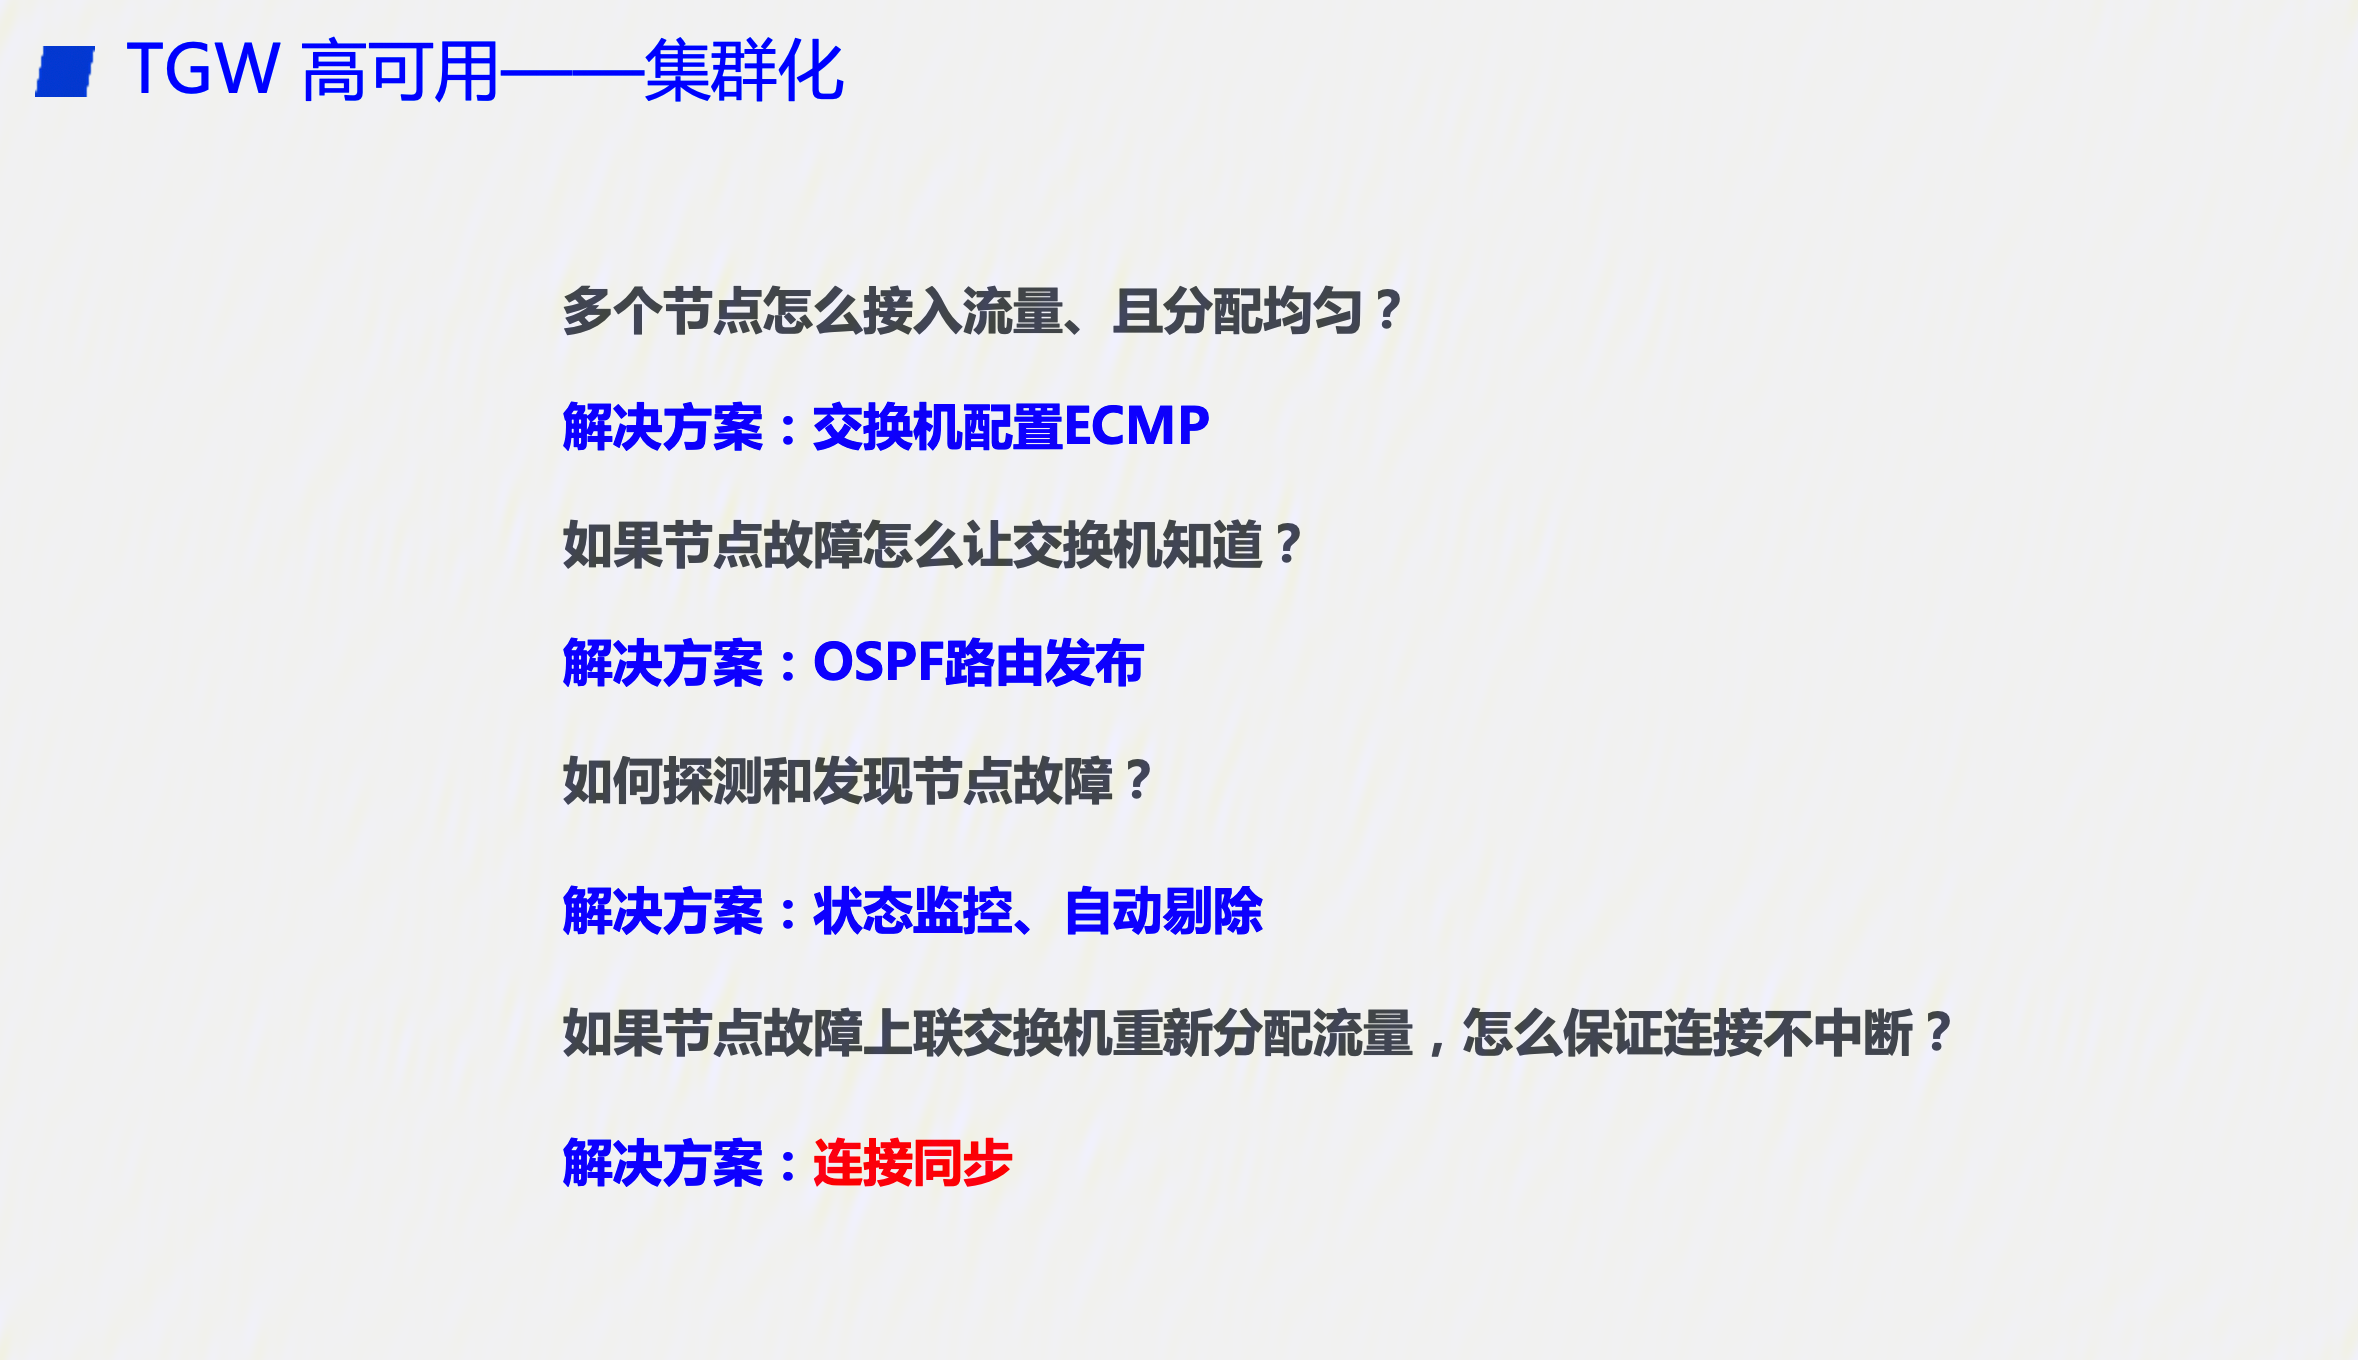 TGW 高可用——集群化
多个节点怎么接入流量、且分配均匀？
解决方案：交换机配置ECMP
如果节点故障怎么让交换机知道？
解决方案：OSPF路由发布
如何探测和发现节点故障？
解决方案：状态监控、自动剔除
如果节点故障上联交换机重新分配流量，怎么保证连接不中断？
解决方案：连接同步